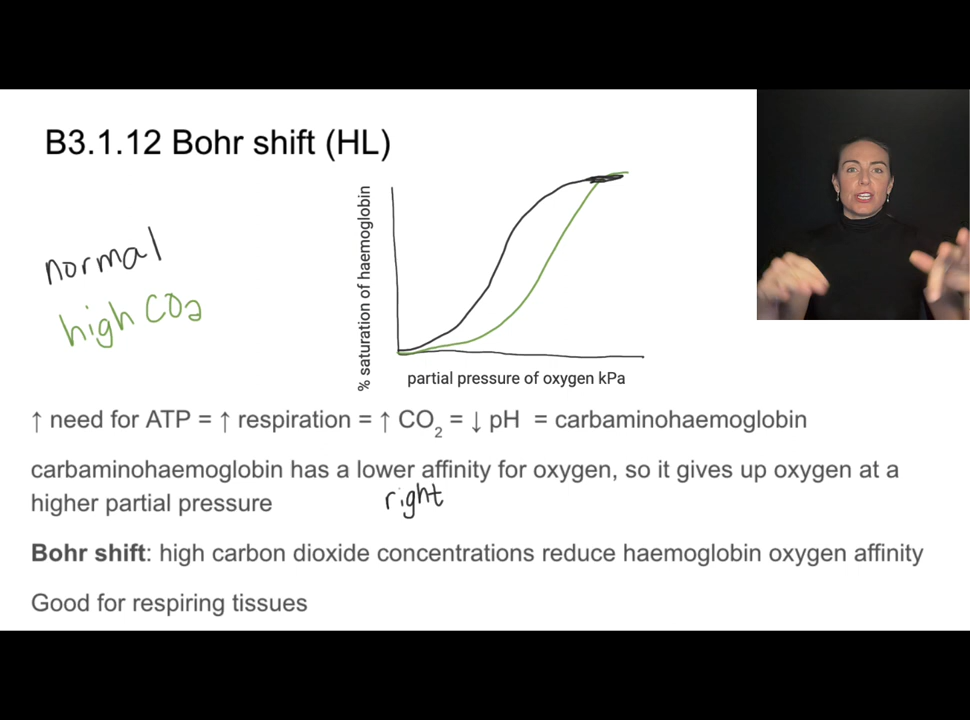 B3.1.12 Bohr shift (HL)
normal
high CO2
% saturation of haemoglobin
partial pressure of oxygen kPa
↑ need for ATP = ↑ respiration = ↑ CO₂ = ↓ pH = carbaminohaemoglobin
carbaminohaemoglobin has a lower affinity for oxygen, so it gives up oxygen at a
higher partial pressure
right
Bohr shift: high carbon dioxide concentrations reduce haemoglobin oxygen affinity
Good for respiring tissues